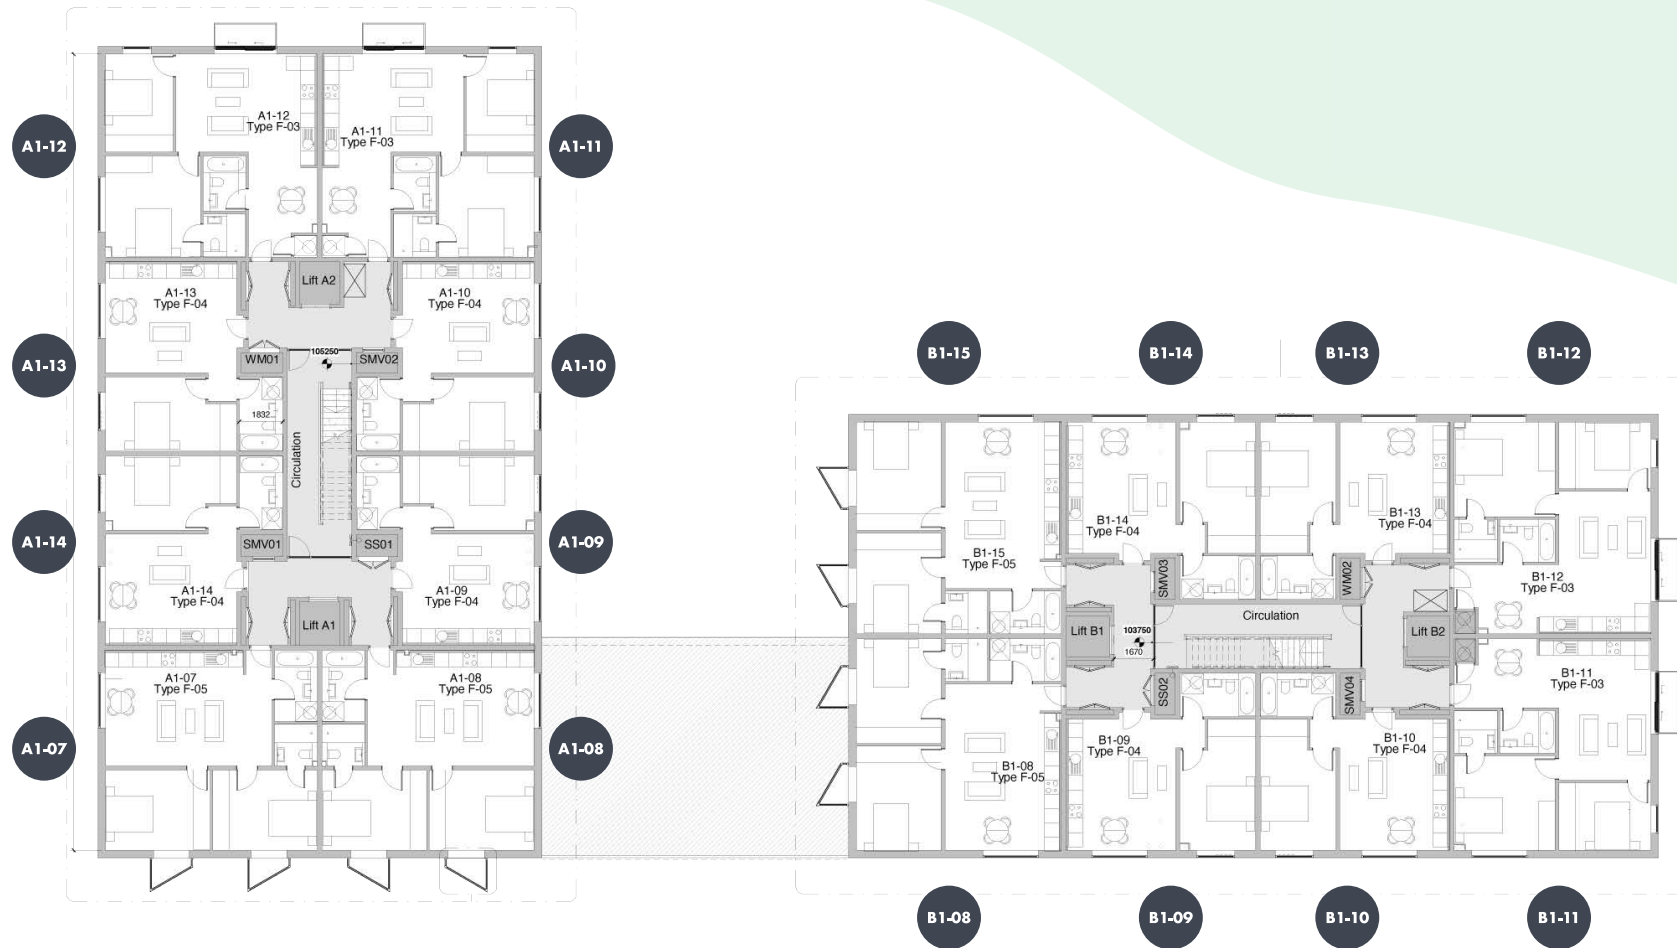 A1-12
A1-12
Type F-03
A1-11
Type F-03
A1-11
Lift A2
A1-13
Type F-04
A1-10
Type F-04
A1-13
WM01
105250
SMV02
A1-10
1832
Circulation
A1-14
SMV01
SS01
A1-09
A1-14
Type F-04
A1-09
Type F-04
Lift A1
A1-07
Type F-05
A1-08
Type F-05
A1-07
A1-08
B1-15
B1-14
B1-13
B1-12
B1-14
Type F-04
B1-13
Type F-04
B1-15
Type F-05
SMV03
WM02
B1-12
Type F-03
Circulation
Lift B1
103750
1670
Lift B2
SS02
SMV04
B1-11
Type F-03
B1-09
Type F-04
B1-10
Type F-04
B1-08
Type F-05
B1-08
B1-09
B1-10
B1-11